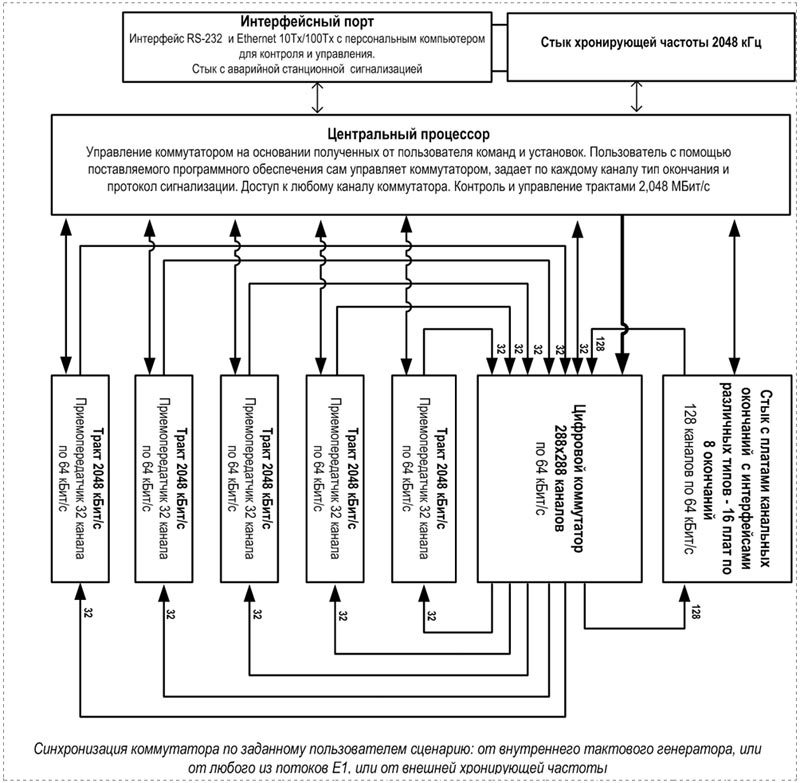 Интерфейсный порт
Интерфейс RS-232 и Ethernet 10Tx/100Tx с персональным компьютером
для контроля и управления.
Стык с аварийной станционной сигнализацией
Стык хронирующей частоты 2048 кГц
Центральный процессор
Управление коммутатором на основании полученных от пользователя команд и установок. Пользователь с помощью
поставляемого программного обеспечения сам управляет коммутатором, задает по каждому каналу тип окончания и
протокол сигнализации. Доступ к любому каналу коммутатора. Контроль и управление трактами 2,048 МБит/с
32
32
32
32
32
32
128
Тракт 2048 кБит/с
Приемопередатчик 32 канала
по 64 кБит/с
Тракт 2048 кБит/с
Приемопередатчик 32 канала
по 64 кБит/с
Тракт 2048 кБит/с
Приемопередатчик 32 канала
по 64 кБит/с
Тракт 2048 кБит/с
Приемопередатчик 32 канала
по 64 кБит/с
Тракт 2048 кБит/с
Приемопередатчик 32 канала
по 64 кБит/с
Цифровой коммутатор
288х288 каналов
по 64 кБит/с
Стык с платами канальных
окончаний с интерфейсами
различных типов - 16 плат по
8 окончаний
128 каналов по 64 кБит/с
32
32
32
32
32
128
Синхронизация коммутатора по заданному пользователем сценарию: от внутреннего тактового генератора, или
от любого из потоков Е1, или от внешней хронирующей частоты